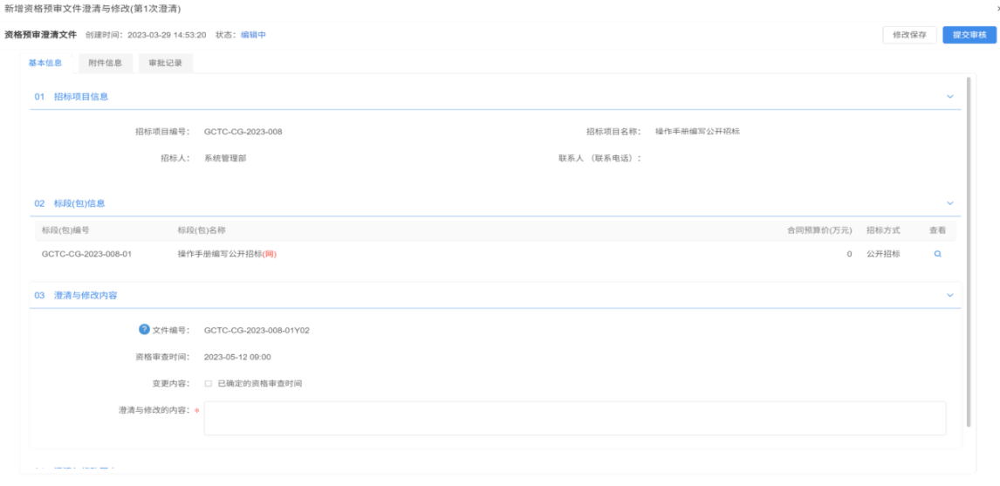 新增资格预审文件澄清与修改(第1次澄清)
资格预审澄清文件 创建时间：2023-03-29 14:53:20 状态：编辑中 修改保存 提交审核
基本信息 附件信息 审批记录
01 招标项目信息
招标项目编号： GCTC-CG-2023-008 招标项目名称： 操作手册编写公开招标
招标人： 系统管理部 联系人 （联系电话）：
02 标段(包)信息
标段(包)编号 标段(包)名称 合同预算价(万元) 招标方式 查看
GCTC-CG-2023-008-01 操作手册编写公开招标(网) 0 公开招标
03 澄清与修改内容
文件编号： GCTC-CG-2023-008-01Y02
资格审查时间： 2023-05-12 09:00
变更内容： 已确定的资格审查时间
澄清与修改的内容： *